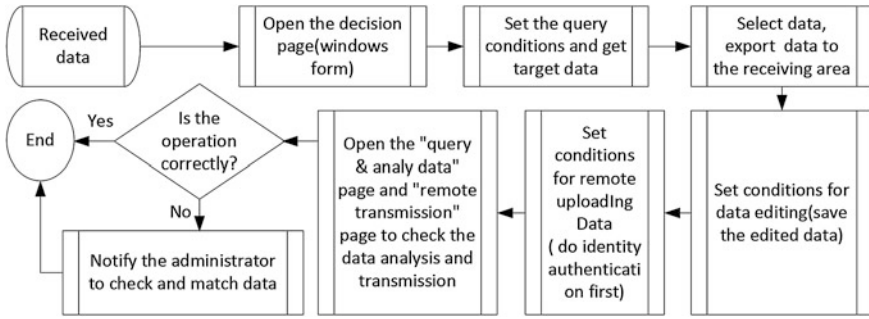 Received
data
Open the decision
page(windows
form)
Set the query
conditions and get
target data
Select data,
export data to
the receiving area
Set conditions for
data editing(save
the edited data)
Set
conditions
for remote
uploadIng
Data
( do identity
authenticati
on first)
Open the "query
& analy data"
page and "remote
transmission"
page to check the
data analysis and
transmission
Is the
operation
correctly?
Yes
End
No
Notify the administrator
to check and match data